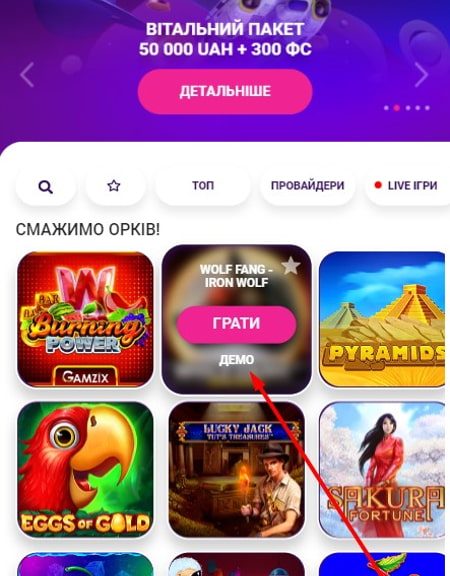 ВІТАЛЬНИЙ ПАКЕТ
50 000 UAH + 300 ФС
ДЕТАЛЬНІШЕ
ТОП
ПРОВАЙДЕРИ
LIVE ІГРИ
СМАЖИМО ОРКІВ!
BAR
Burning
POWER
GAMZIX
WOLF FANG -
IRON WOLF
ГРАТИ
ДЕМО
PYRAMIDS
EGGS OF GOLD
LUCKY JACK
TUT'S TREASURES
SAKURA
FORTUNE